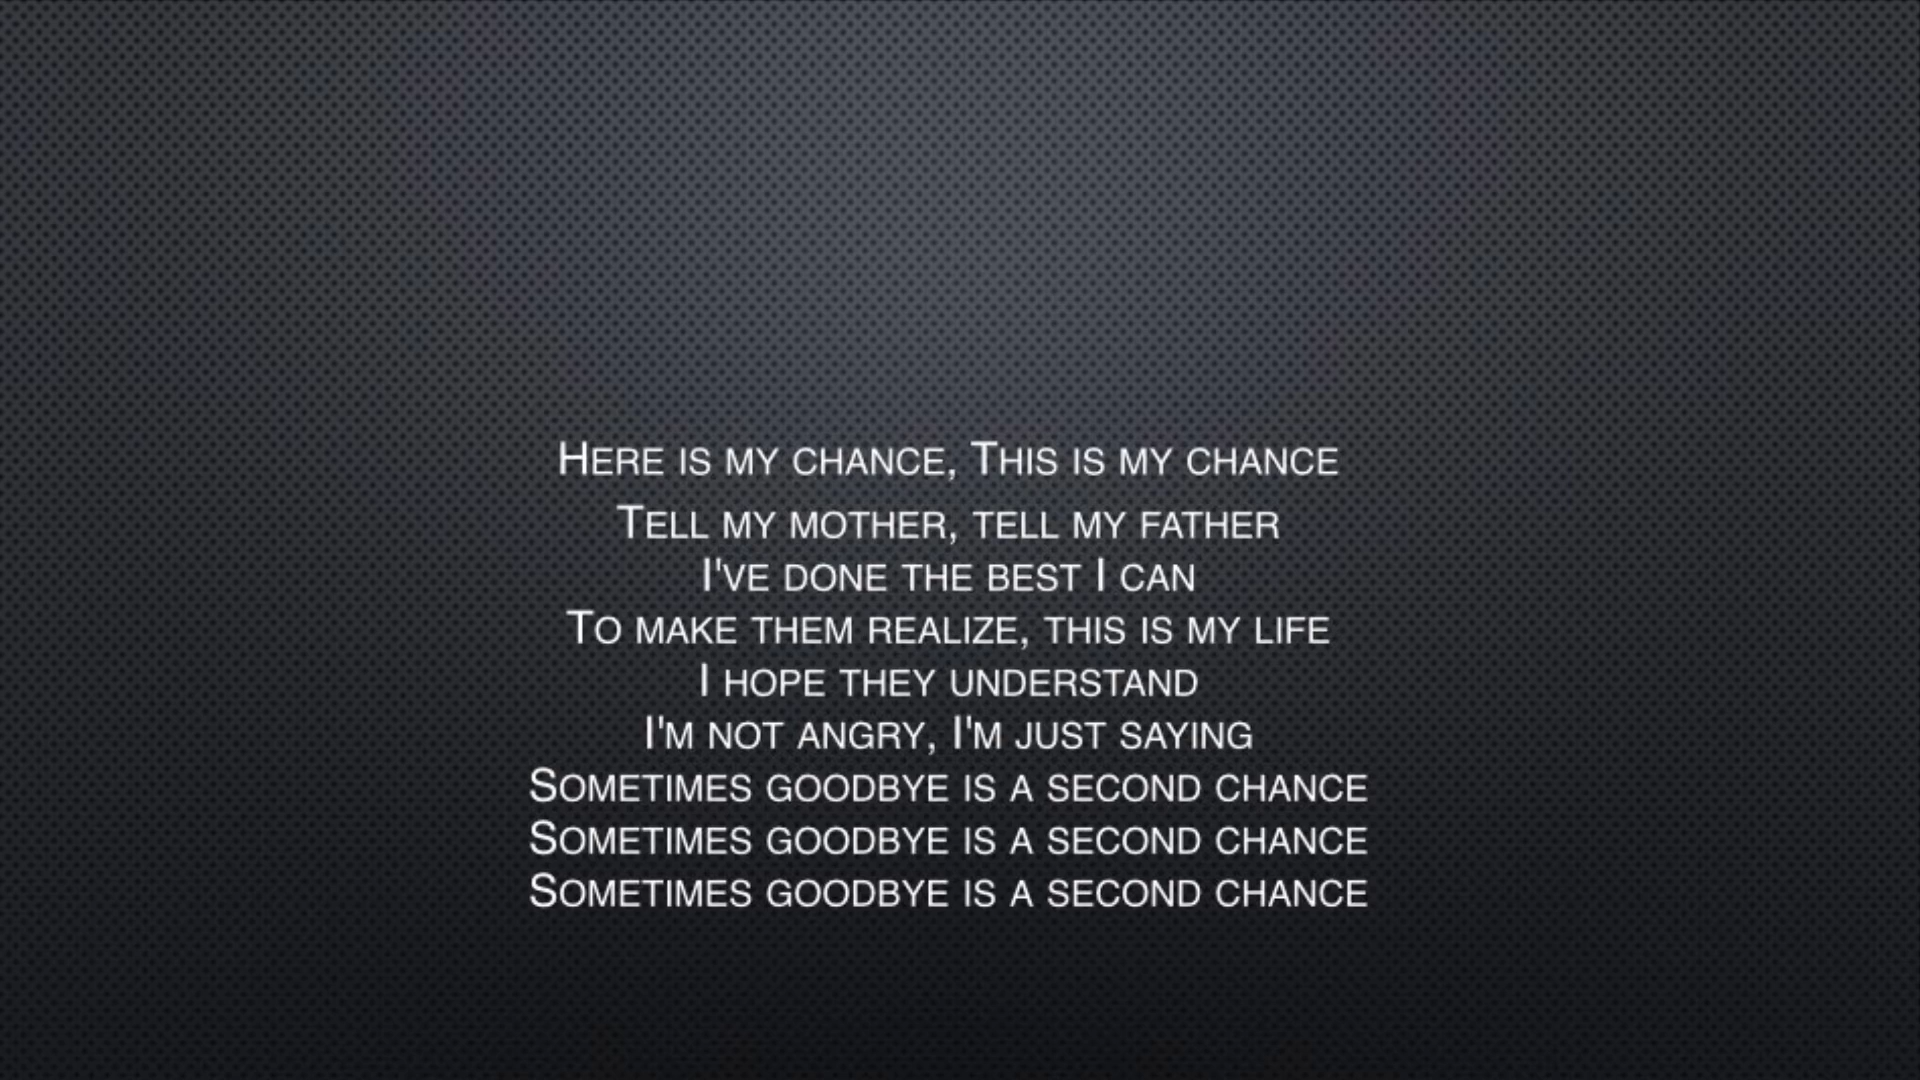 Here is my chance, This is my chance
Tell my mother, tell my father
I've done the best I can
To make them realize, this is my life
I hope they understand
I'm not angry, I'm just saying
Sometimes goodbye is a second chance
Sometimes goodbye is a second chance
Sometimes goodbye is a second chance